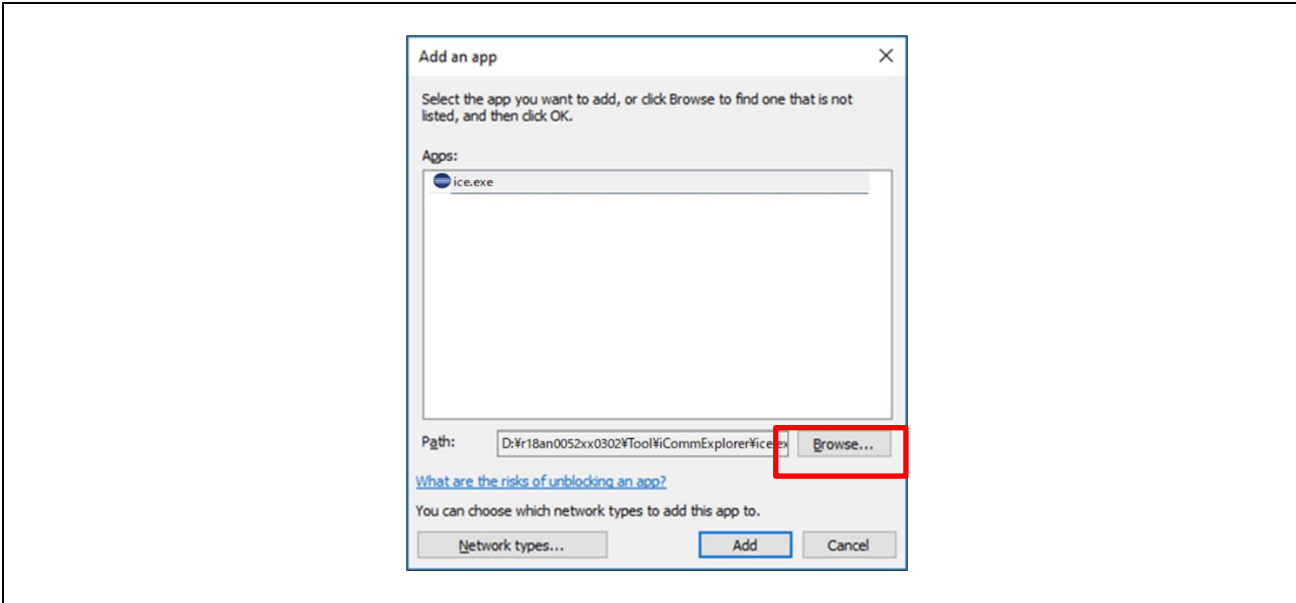 Add an app
Select the app you want to add, or click Browse to find one that is not
listed, and then click OK.
Apps:
ice.exe
Path:
D:¥r18an0052xx0302¥Tool¥iCommExplorer¥ice.ex
Browse...
What are the risks of unblocking an app?
You can choose which network types to add this app to.
Network types...
Add
Cancel